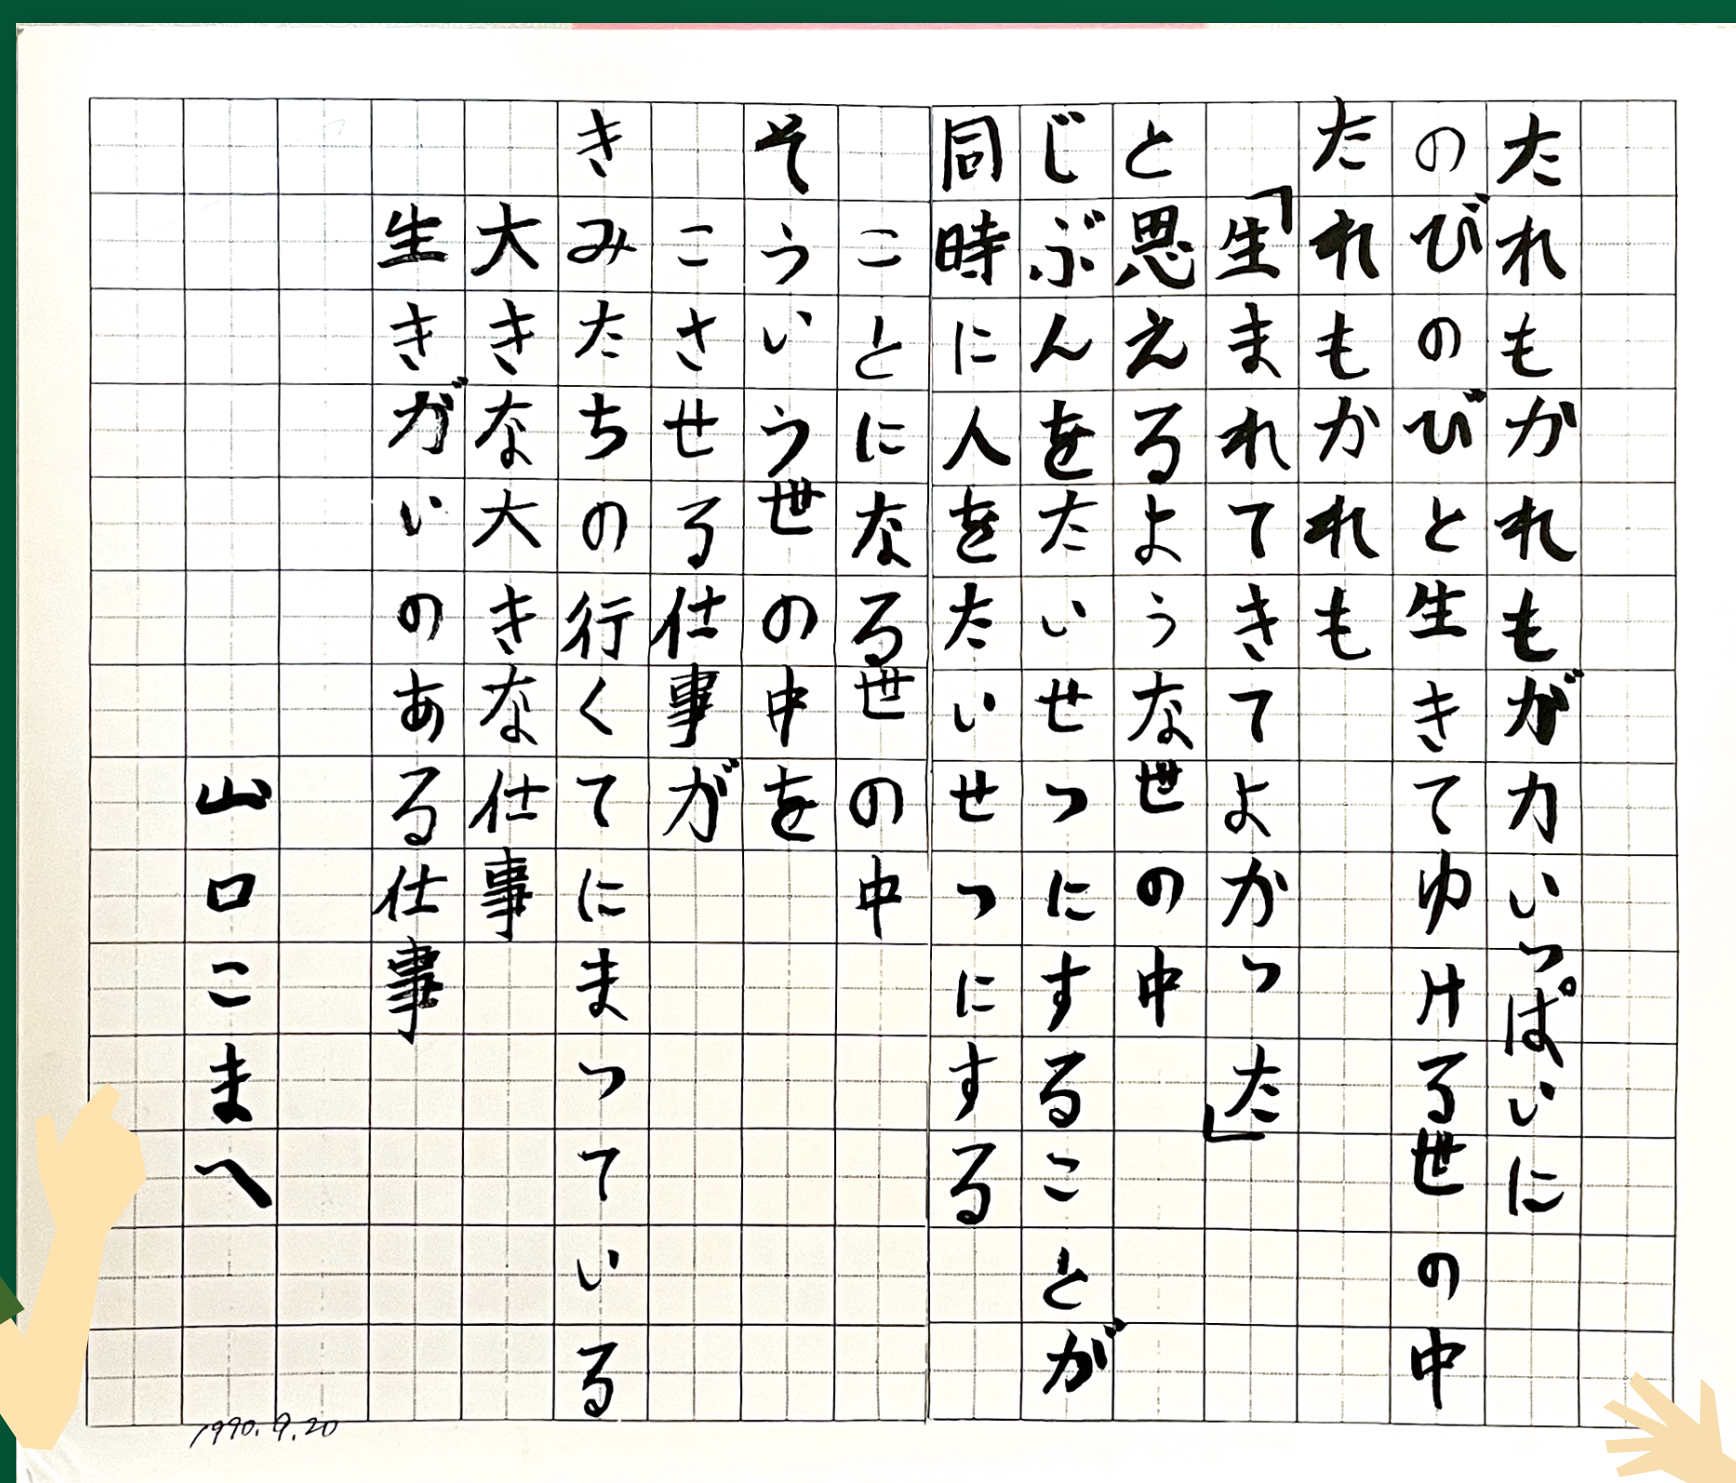 たれもかれもが力いっぱいに
のびのびと生きてゆける世の中
たれもかれも
「生まれてきてよかった」
と思えるような世の中
じぶんをたいせつにすることが
同時に人をたいせつにする
ことになる世の中
そういう世の中を
こさせる仕事が
きみたちの行くてにまっている
大きな大きな仕事
生きがいのある仕事
山口こまへ
1990.9.20